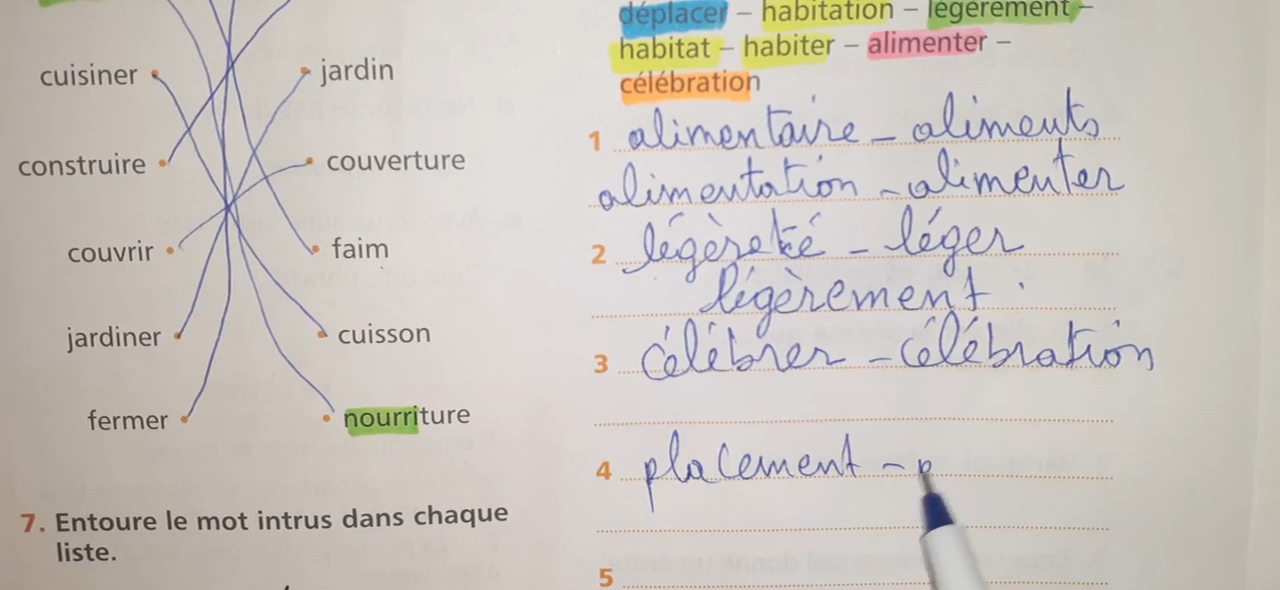 cuisiner
construire
couvrir
jardiner
fermer
jardin
couverture
faim
cuisson
nourriture
7. Entoure le mot intrus dans chaque
liste.
déplacer – habitation – légèrement –
habitat – habiter – alimenter –
célébration
1 alimentaire – aliments
alimentation – alimenter
2 légèreté – léger
légèrement.
3 célébrer – célébration
4 placement – p
5